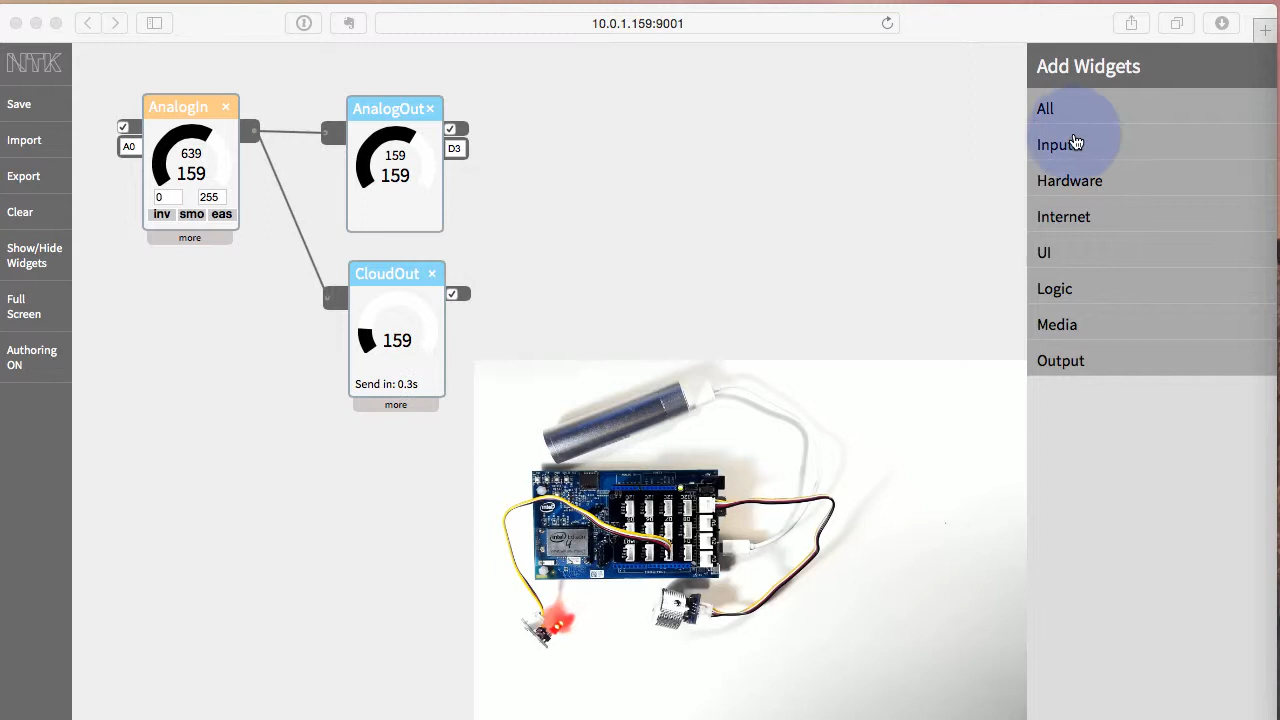 10.0.1.159:9001
NTK
Save
Import
Export
Clear
Show/Hide
Widgets
Full
Screen
Authoring
ON
AnalogIn ×
A0
639
159
0 255
inv smo eas
more
AnalogOut ×
D3
159
159
CloudOut ×
159
Send in: 0.3s
more
Add Widgets
All
Input
Hardware
Internet
UI
Logic
Media
Output
intel